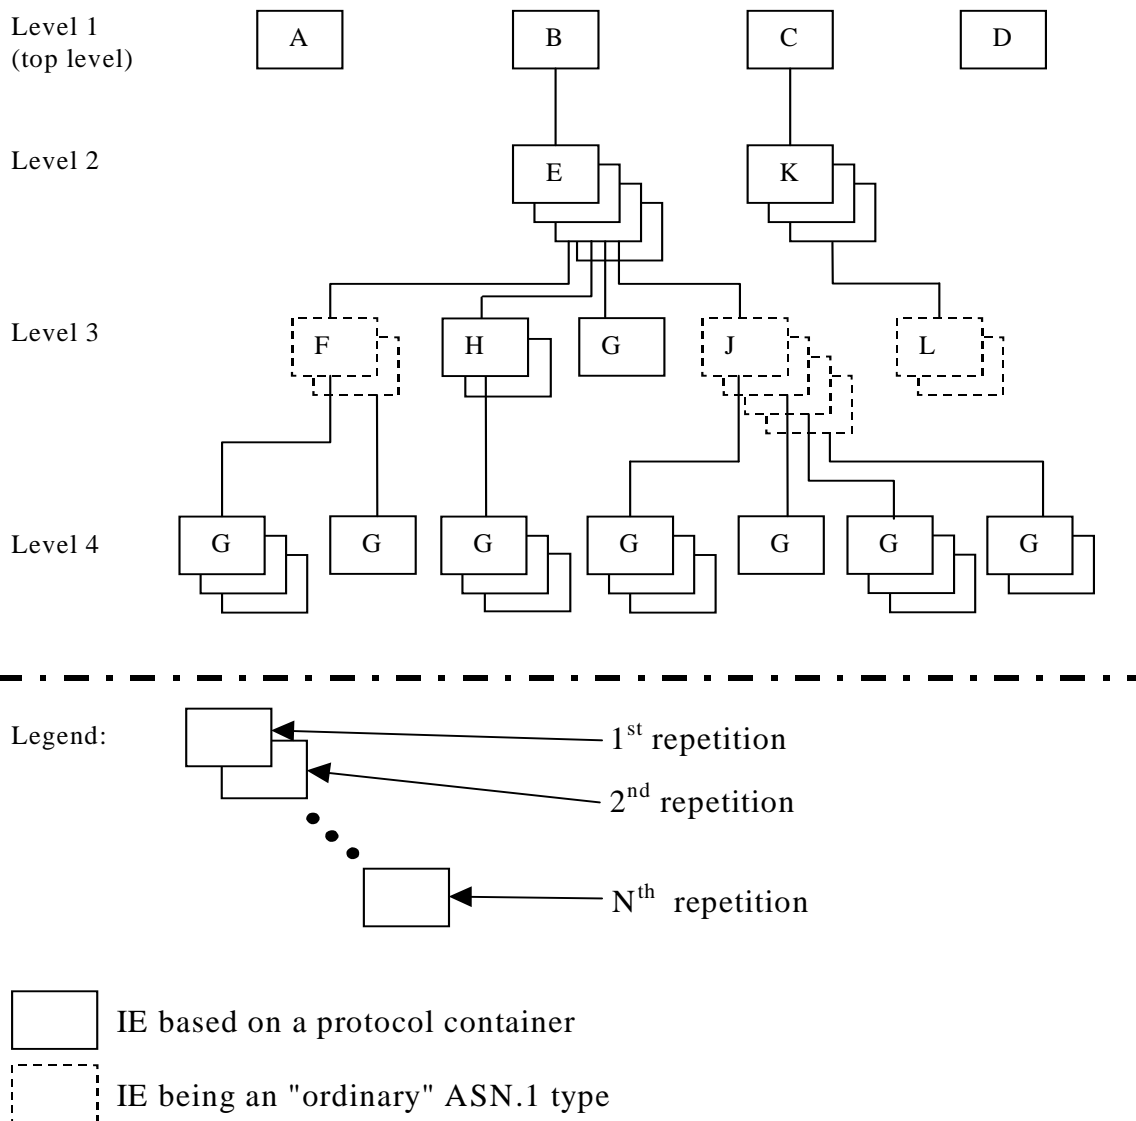 Level 1
(top level)
A
B
C
D
Level 2
E
K
Level 3
F
H
G
J
L
Level 4
G
G
G
G
G
G
G
Legend:
1st repetition
2nd repetition
Nth repetition
IE based on a protocol container
IE being an "ordinary" ASN.1 type